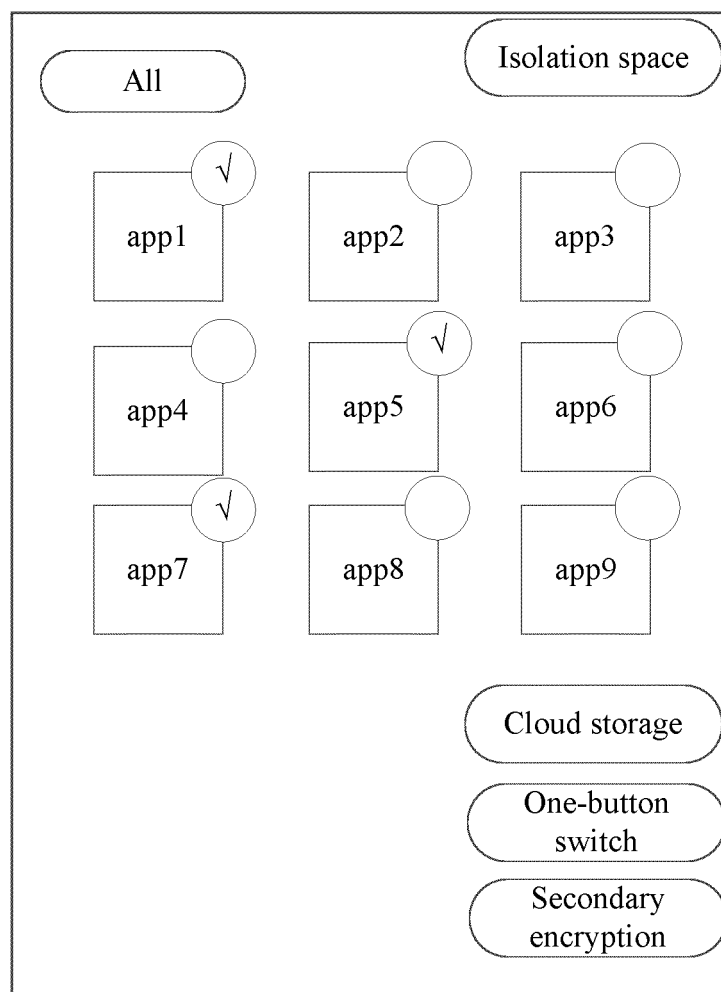 All
Isolation space
√
app1
app2
app3
app4
√
app5
app6
√
app7
app8
app9
Cloud storage
One-button
switch
Secondary
encryption